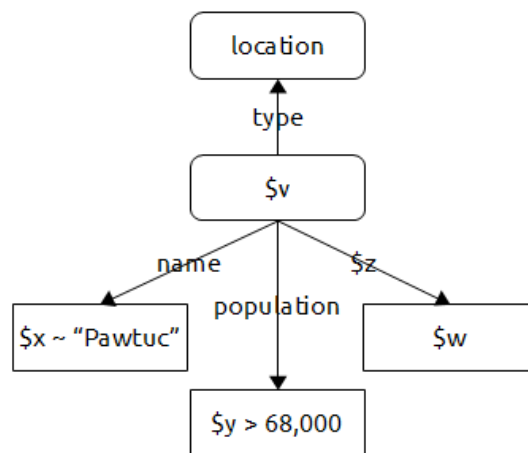 location
type
$v
name
$z
population
$x ~ “Pawtuc”
$w
$y > 68,000